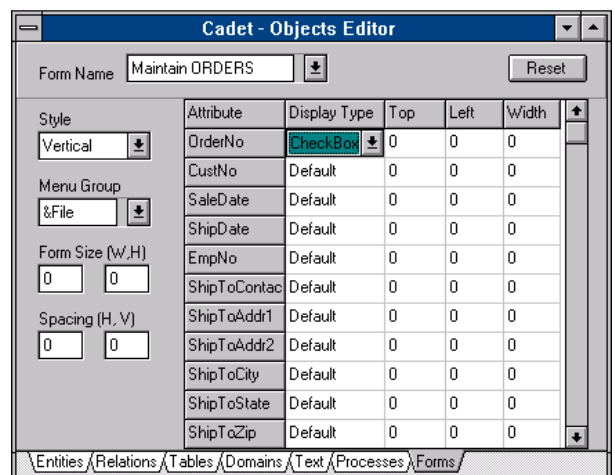 Cadet - Objects Editor
Form Name Maintain ORDERS Reset
Style
Vertical
Menu Group
&File
Form Size (W,H)
0 0
Spacing (H, V)
0 0
Attribute Display Type Top Left Width
OrderNo CheckBox 0 0 0
CustNo Default 0 0 0
SaleDate Default 0 0 0
ShipDate Default 0 0 0
EmpNo Default 0 0 0
ShipToContac Default 0 0 0
ShipToAddr1 Default 0 0 0
ShipToAddr2 Default 0 0 0
ShipToCity Default 0 0 0
ShipToState Default 0 0 0
ShipToZip Default 0 0 0
Entities Relations Tables Domains Text Processes Forms